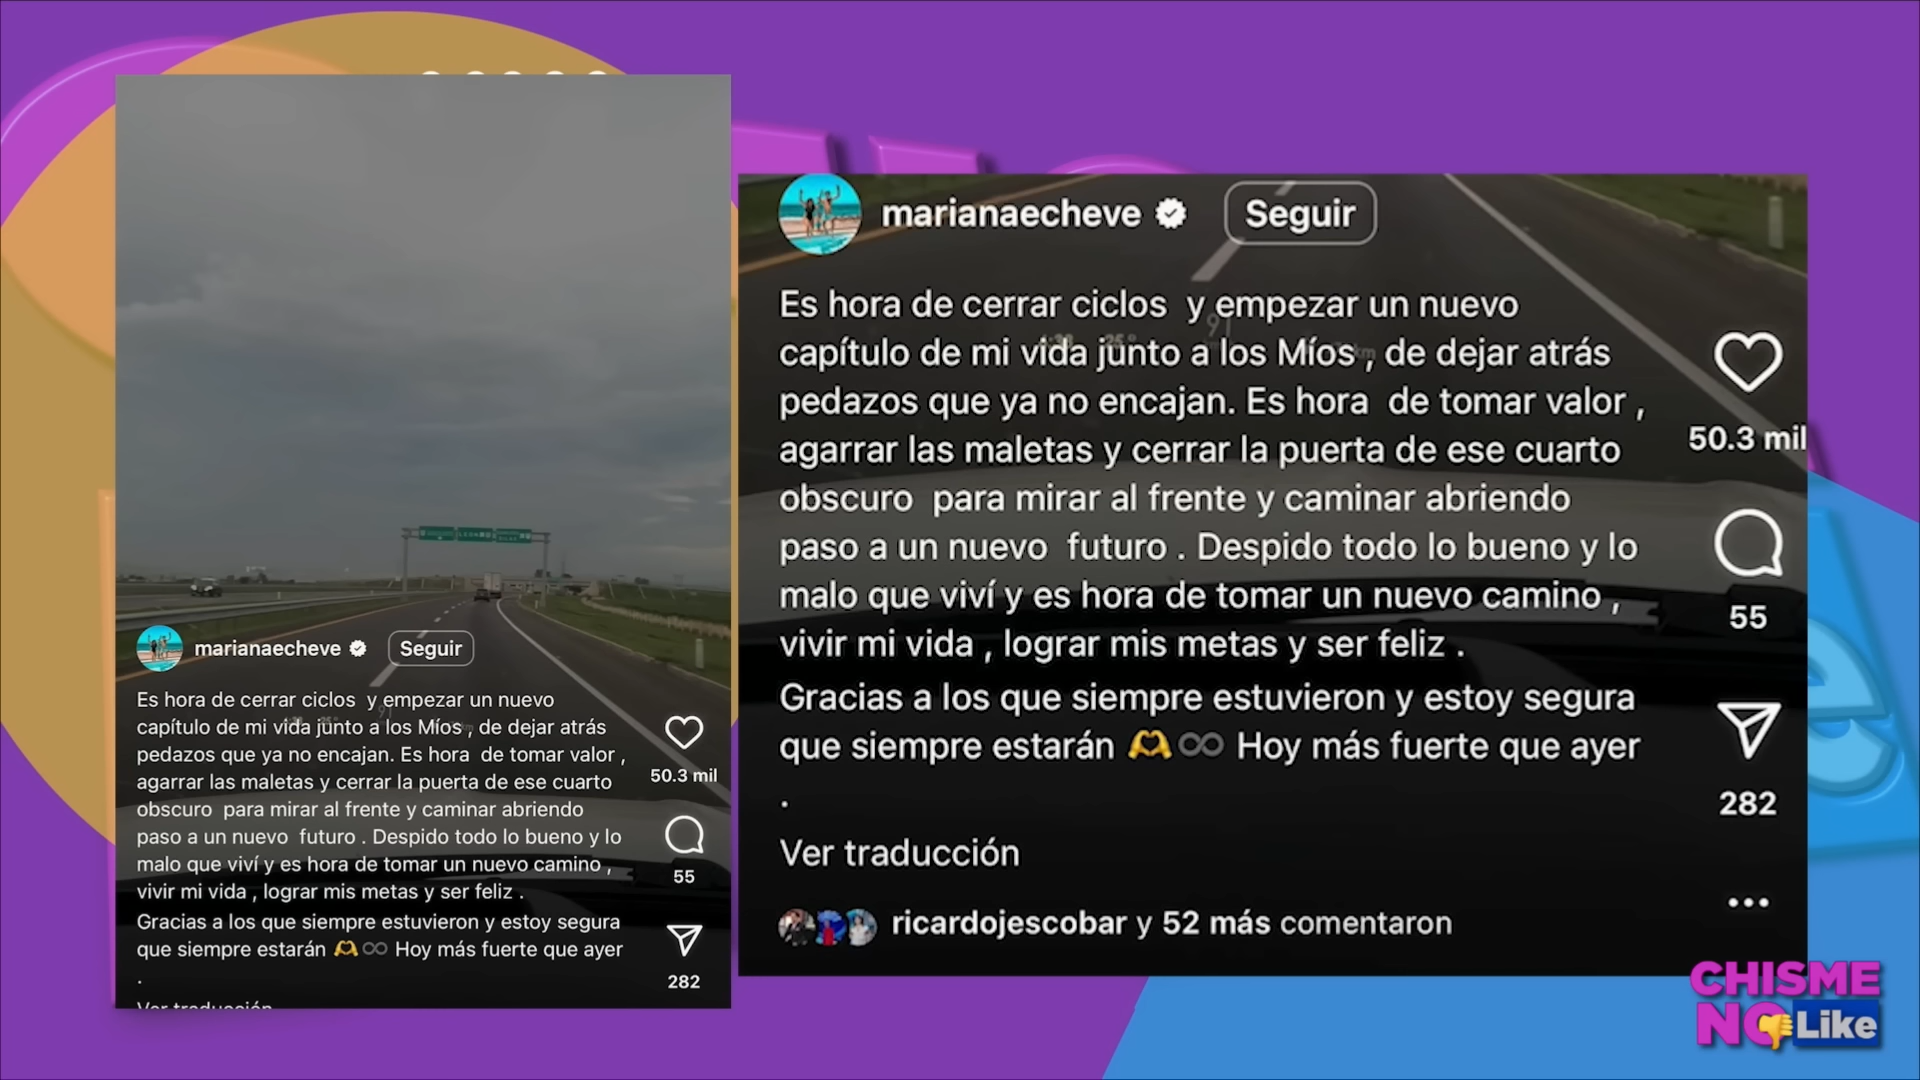 marianaecheve Seguir
Es hora de cerrar ciclos  y empezar un nuevo
capítulo de mi vida junto a los Míos , de dejar atrás
pedazos que ya no encajan. Es hora  de tomar valor ,
agarrar las maletas y cerrar la puerta de ese cuarto
obscuro  para mirar al frente y caminar abriendo
paso a un nuevo  futuro . Despido todo lo bueno y lo
malo que viví y es hora de tomar un nuevo camino ,
vivir mi vida , lograr mis metas y ser feliz .
Gracias a los que siempre estuvieron y estoy segura
que siempre estarán 🫶∞ Hoy más fuerte que ayer
.
Ver traducción
50.3 mil
55
282
marianaecheve Seguir
Es hora de cerrar ciclos  y empezar un nuevo
capítulo de mi vida junto a los Míos , de dejar atrás
pedazos que ya no encajan. Es hora  de tomar valor ,
agarrar las maletas y cerrar la puerta de ese cuarto
obscuro  para mirar al frente y caminar abriendo
paso a un nuevo  futuro . Despido todo lo bueno y lo
malo que viví y es hora de tomar un nuevo camino ,
vivir mi vida , lograr mis metas y ser feliz .
Gracias a los que siempre estuvieron y estoy segura
que siempre estarán 🫶∞ Hoy más fuerte que ayer
.
Ver traducción
ricardojescobar y 52 más comentaron
50.3 mil
55
282
CHISME
NO Like